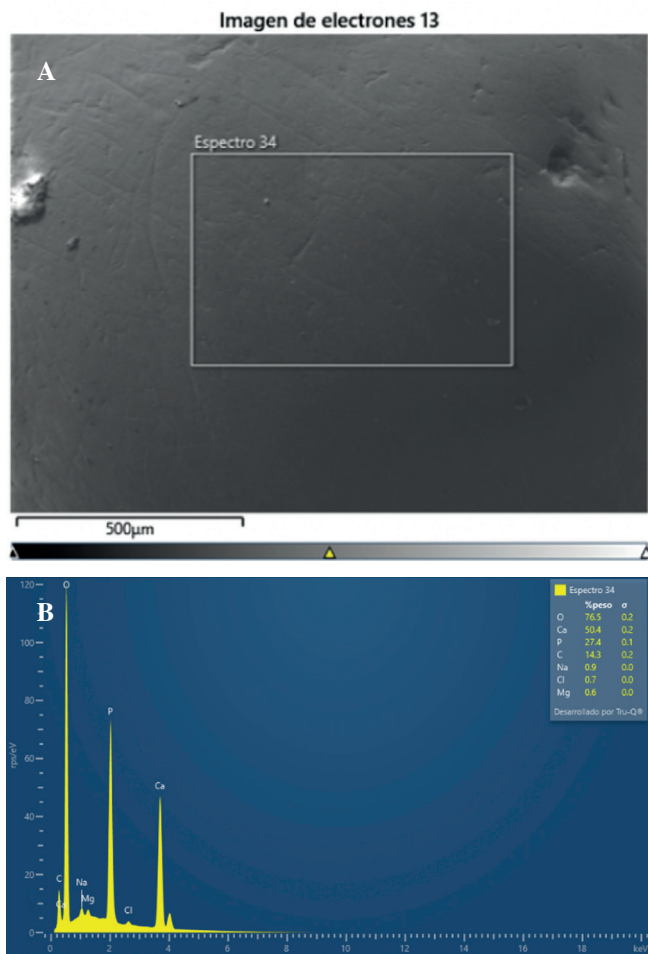 Imagen de electrones 13
A
Espectro 34
500µm
B
120
100
80
60
40
20
0
rps/eV
O
P
Ca
C
Ca
Na
Mg
Cl
0 2 4 6 8 10 12 14 16 18 keV
Espectro 34
%peso σ
O 76.5 0.2
Ca 50.4 0.2
P 27.4 0.1
C 14.3 0.2
Na 0.9 0.0
Cl 0.7 0.0
Mg 0.6 0.0
Desarrollado por Tru-Q®